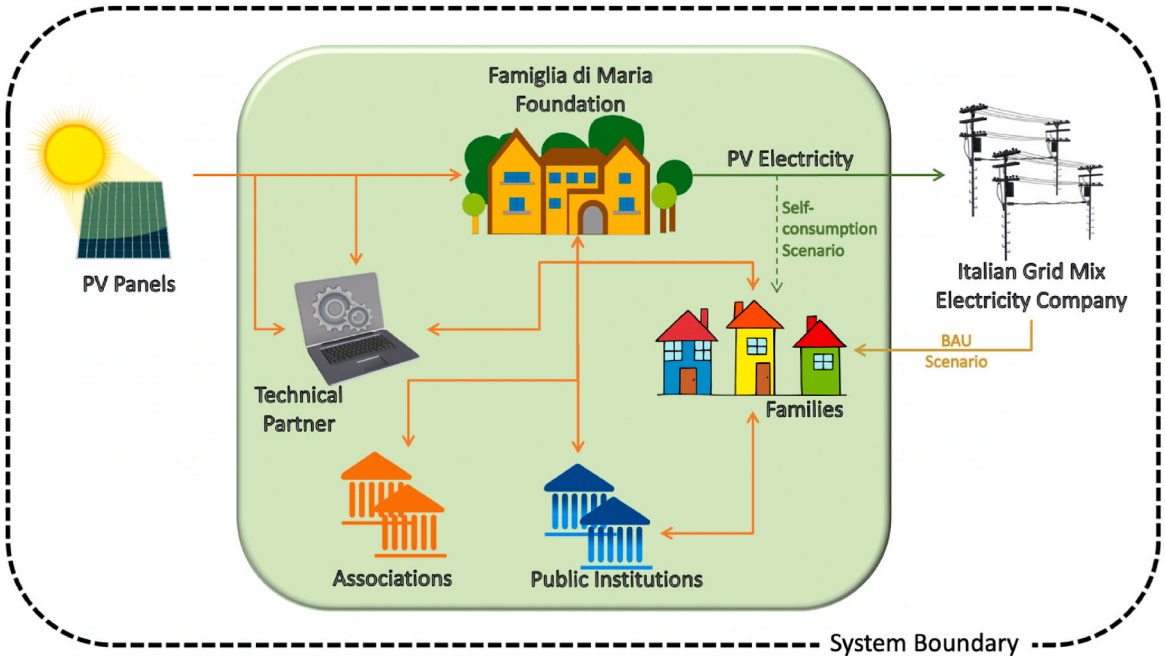 Famiglia di Maria
Foundation
PV Electricity
Self-
consumption
Scenario
PV Panels
Italian Grid Mix
Electricity Company
BAU
Scenario
Technical
Partner
Families
Associations
Public Institutions
System Boundary